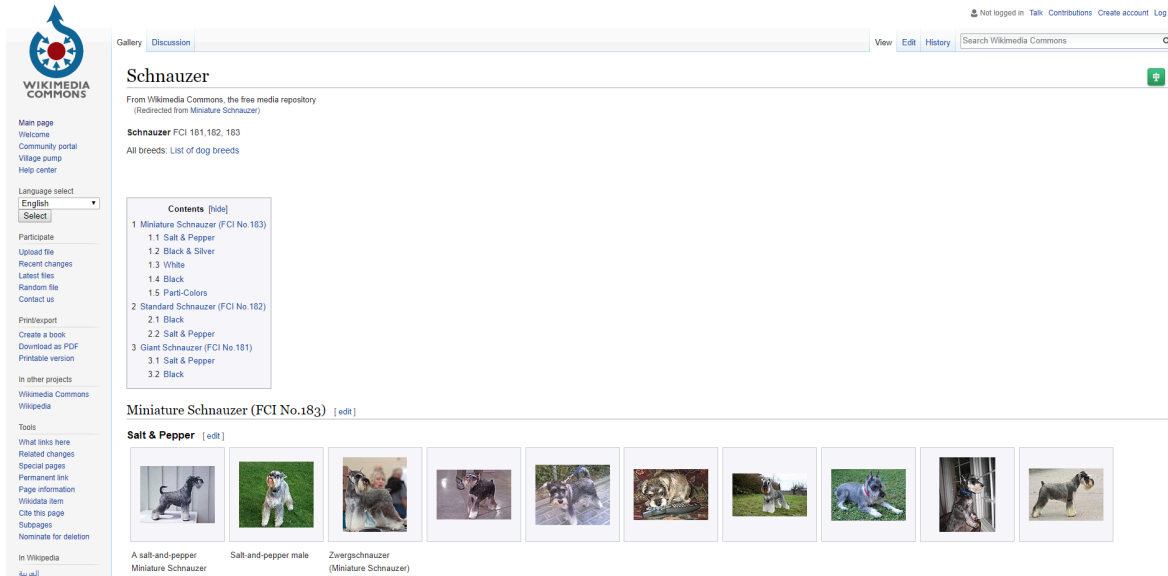 Not logged in Talk Contributions Create account Log
Gallery Discussion View Edit History Search Wikimedia Commons
WIKIMEDIA
COMMONS
Schnauzer
From Wikimedia Commons, the free media repository
(Redirected from Miniature Schnauzer)
Schnauzer FCI 181,182, 183
All breeds: List of dog breeds
Main page
Welcome
Community portal
Village pump
Help center
Language select
English
Select
Participate
Upload file
Recent changes
Latest files
Random file
Contact us
Print/export
Create a book
Download as PDF
Printable version
In other projects
Wikimedia Commons
Wikipedia
Tools
What links here
Related changes
Special pages
Permanent link
Page information
Wikidata item
Cite this page
Subpages
Nominate for deletion
In Wikipedia
العربية
Contents [hide]
1 Miniature Schnauzer (FCI No.183)
1.1 Salt & Pepper
1.2 Black & Silver
1.3 White
1.4 Black
1.5 Parti-Colors
2 Standard Schnauzer (FCI No.182)
2.1 Black
2.2 Salt & Pepper
3 Giant Schnauzer (FCI No.181)
3.1 Salt & Pepper
3.2 Black
Miniature Schnauzer (FCI No.183) [ edit ]
Salt & Pepper [ edit ]
A salt-and-pepper
Miniature Schnauzer
Salt-and-pepper male
Zwergschnauzer
(Miniature Schnauzer)